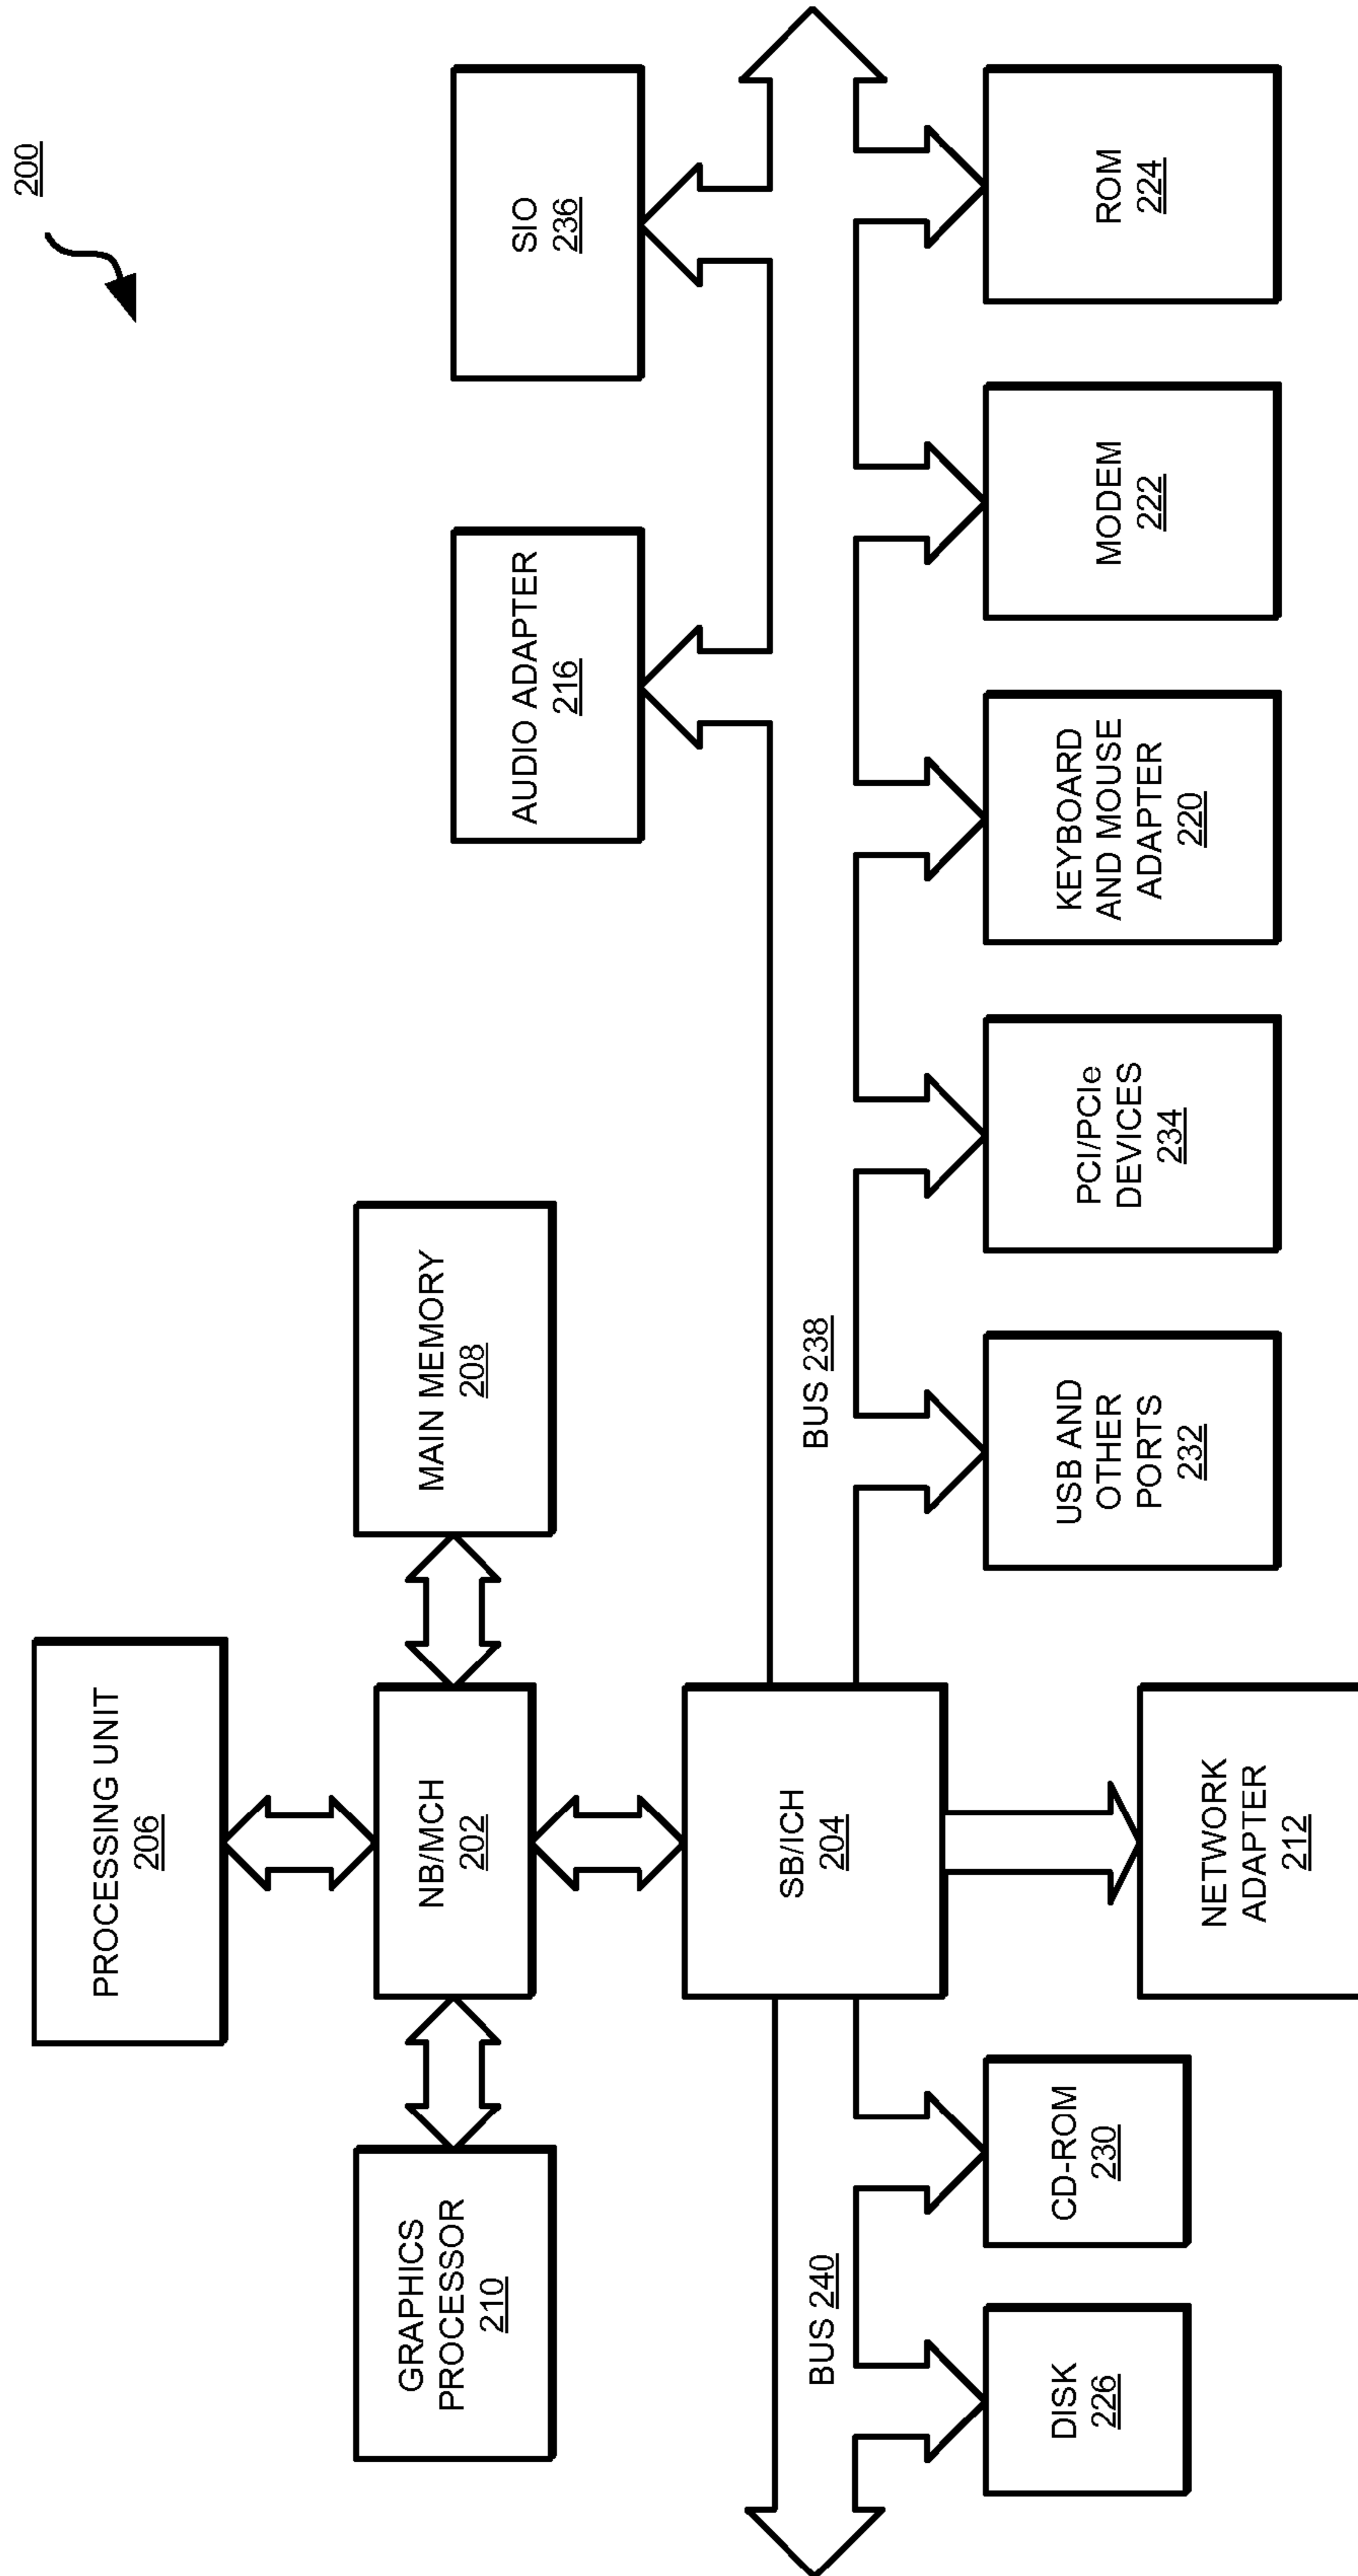 200
PROCESSING UNIT
206
GRAPHICS
PROCESSOR
210
NB/MCH
202
MAIN MEMORY
208
AUDIO ADAPTER
216
SIO
236
SB/ICH
204
BUS 240
BUS 238
DISK
226
CD-ROM
230
NETWORK
ADAPTER
212
USB AND
OTHER
PORTS
232
PCI/PCIe
DEVICES
234
KEYBOARD
AND MOUSE
ADAPTER
220
MODEM
222
ROM
224